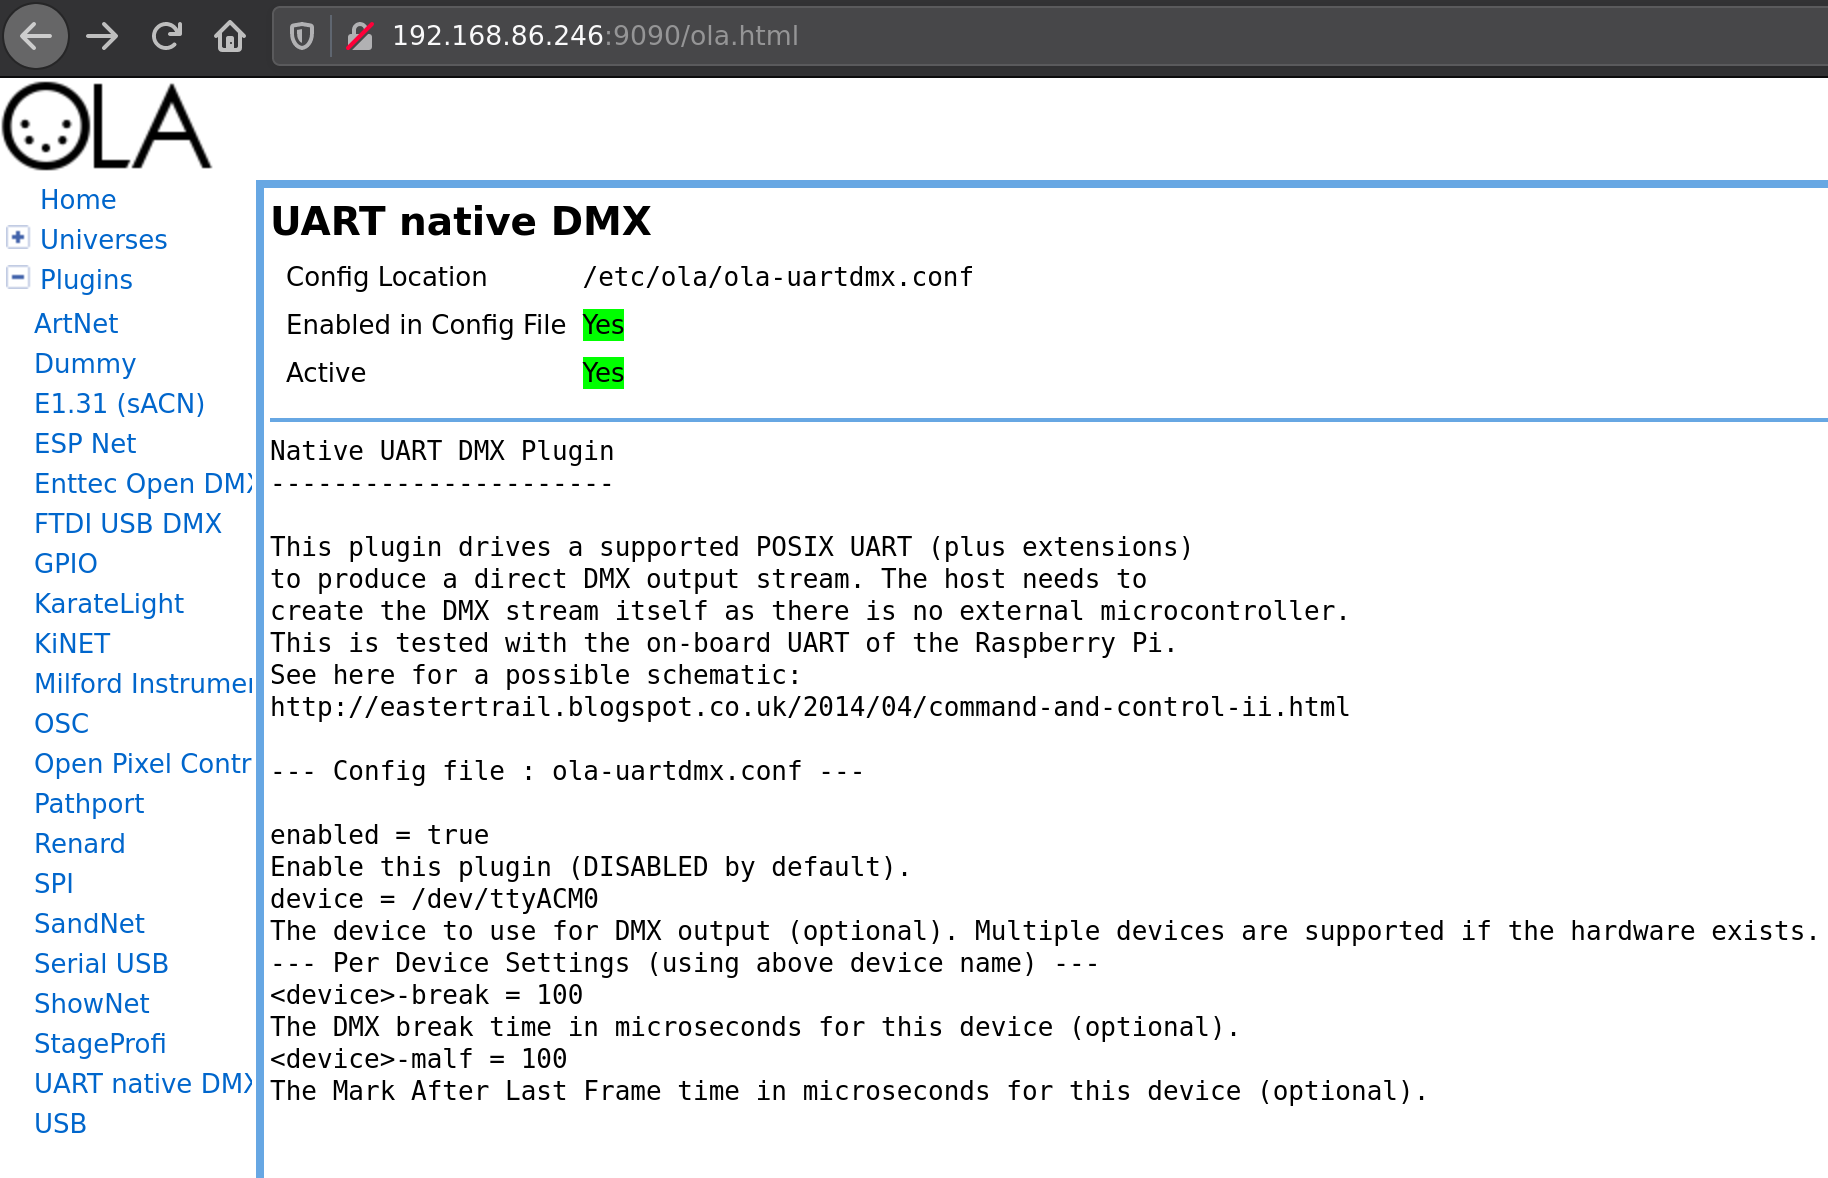 192.168.86.246:9090/ola.html
OLA
Home
Universes
Plugins
ArtNet
Dummy
E1.31 (sACN)
ESP Net
Enttec Open DMX
FTDI USB DMX
GPIO
KarateLight
KiNET
Milford Instrumen
OSC
Open Pixel Contr
Pathport
Renard
SPI
SandNet
Serial USB
ShowNet
StageProfi
UART native DMX
USB
UART native DMX
Config Location /etc/ola/ola-uartdmx.conf
Enabled in Config File Yes
Active Yes
Native UART DMX Plugin
----------------------
This plugin drives a supported POSIX UART (plus extensions)
to produce a direct DMX output stream. The host needs to
create the DMX stream itself as there is no external microcontroller.
This is tested with the on-board UART of the Raspberry Pi.
See here for a possible schematic:
http://eastertrail.blogspot.co.uk/2014/04/command-and-control-ii.html
--- Config file : ola-uartdmx.conf ---
enabled = true
Enable this plugin (DISABLED by default).
device = /dev/ttyACM0
The device to use for DMX output (optional). Multiple devices are supported if the hardware exists.
--- Per Device Settings (using above device name) ---
<device>-break = 100
The DMX break time in microseconds for this device (optional).
<device>-malf = 100
The Mark After Last Frame time in microseconds for this device (optional).